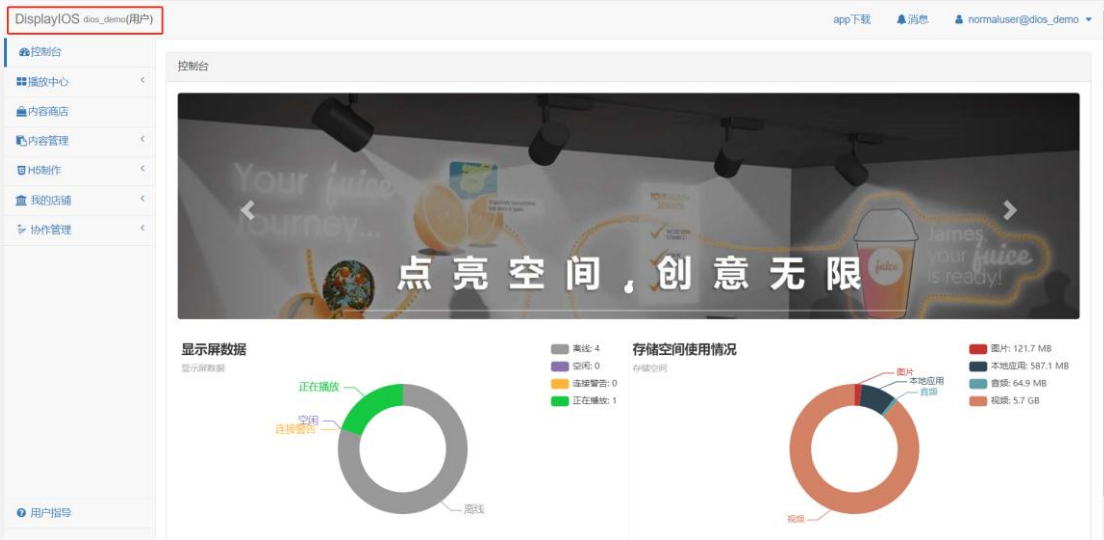 DisplayIOS dios_demo(用户)
app下载 消息 normaluser@dios_demo
控制台
播放中心
内容商店
内容管理
H5制作
我的店铺
协作管理
用户指导
控制台
Your juice
journey...
James,
your juice
is ready!
juice
点亮空间，创意无限
显示屏数据
显示屏数据
离线: 4
空闲: 0
连接警告: 0
正在播放: 1
正在播放
空闲
连接警告
离线
存储空间使用情况
存储空间
图片: 121.7 MB
本地应用: 587.1 MB
音频: 64.9 MB
视频: 5.7 GB
图片
本地应用
音频
视频